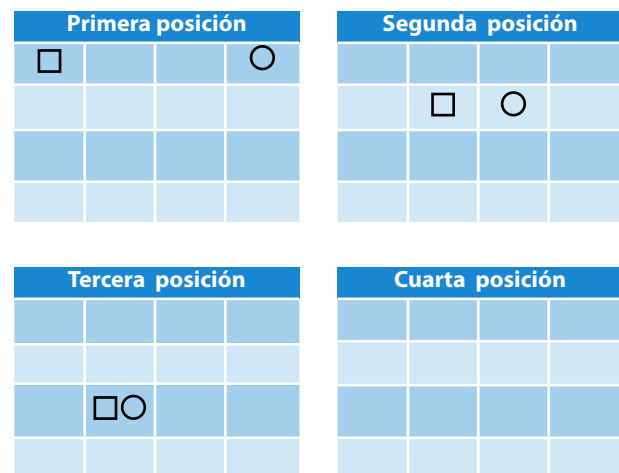 Primera posición
Segunda posición
Tercera posición
Cuarta posición